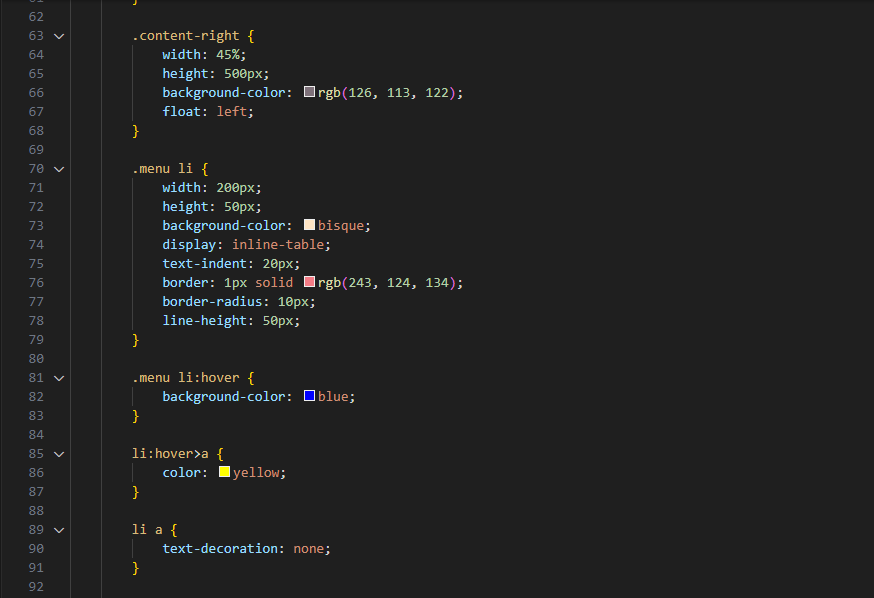 62
63 .content-right {
64 width: 45%;
65 height: 500px;
66 background-color: rgb(126, 113, 122);
67 float: left;
68 }
69
70 .menu li {
71 width: 200px;
72 height: 50px;
73 background-color: bisque;
74 display: inline-table;
75 text-indent: 20px;
76 border: 1px solid rgb(243, 124, 134);
77 border-radius: 10px;
78 line-height: 50px;
79 }
80
81 .menu li:hover {
82 background-color: blue;
83 }
84
85 li:hover>a {
86 color: yellow;
87 }
88
89 li a {
90 text-decoration: none;
91 }
92